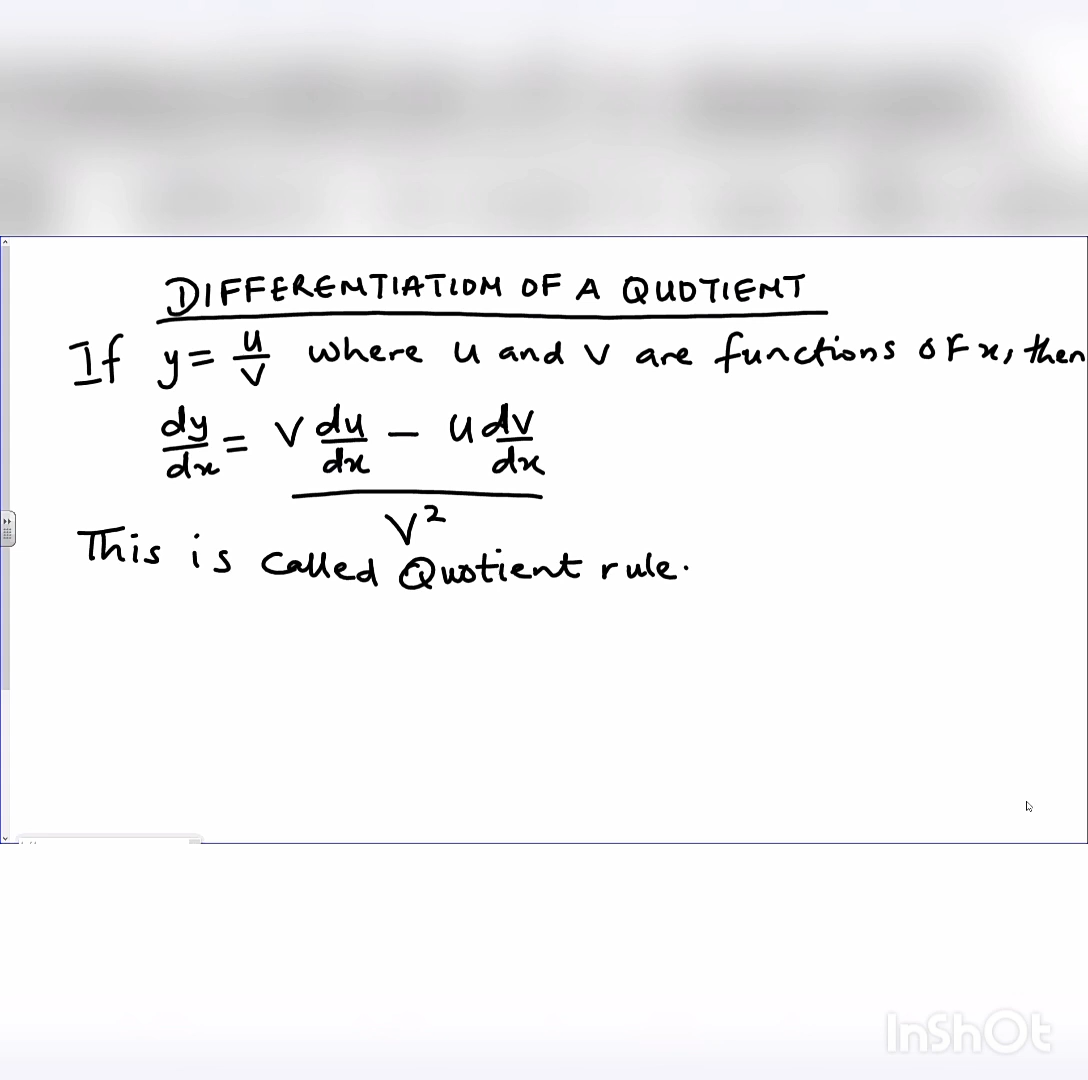 DIFFERENTIATION OF A QUOTIENT
If y = u/v where u and v are functions of x, then
dy/dx = (v du/dx - u dv/dx) / v²
This is called Quotient rule.
InShOt